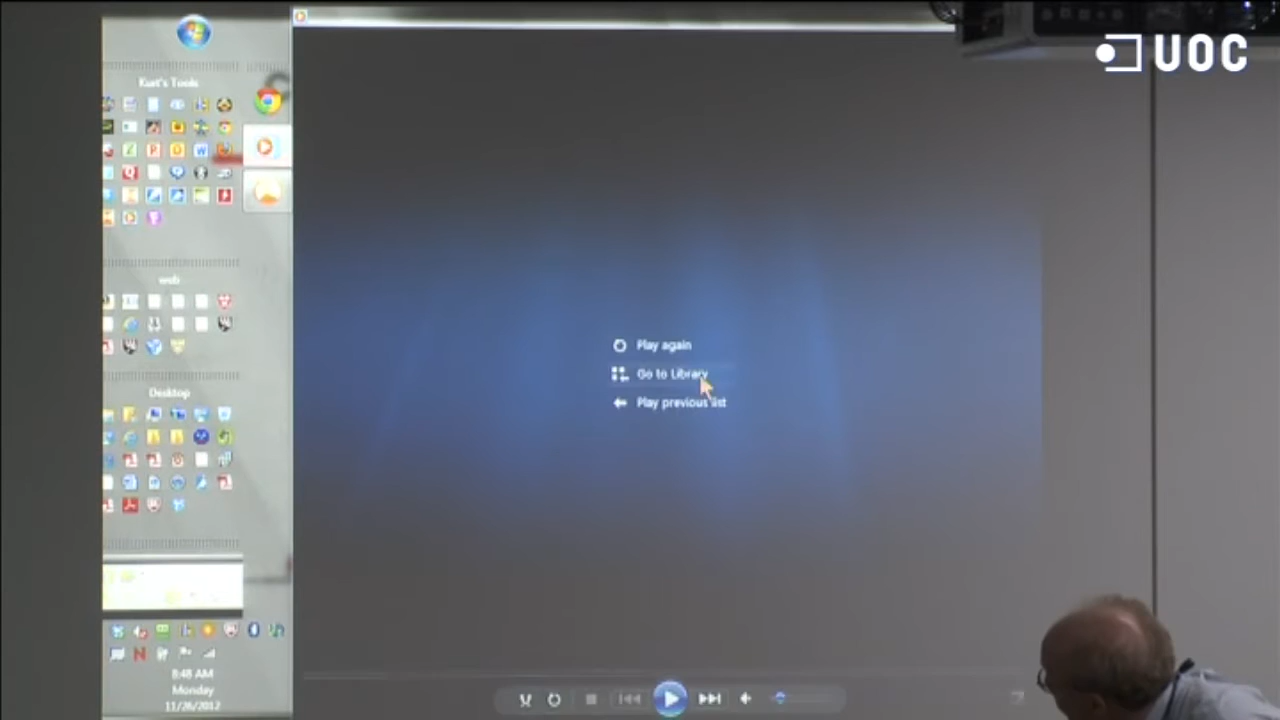 UOC
Kurt's Tools
web
Desktop
8:48 AM
Monday
11/26/2012
Play again
Go to Library
Play previous list